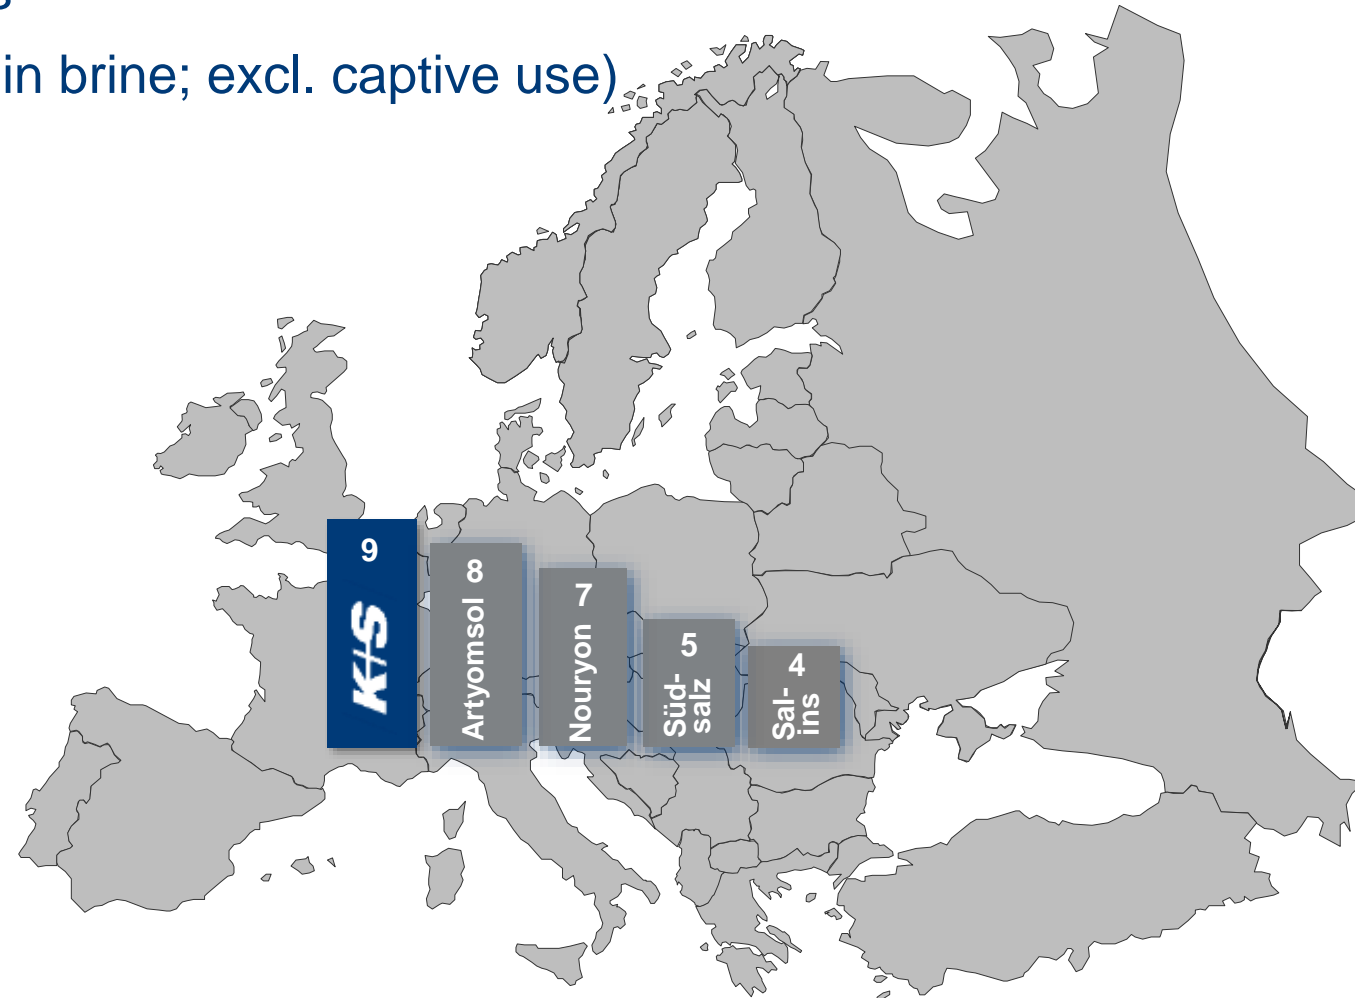 in brine; excl. captive use)
9
K+S
8
Artyomsol
7
Nouryon
5
Süd-
salz
4
Sal-
ins